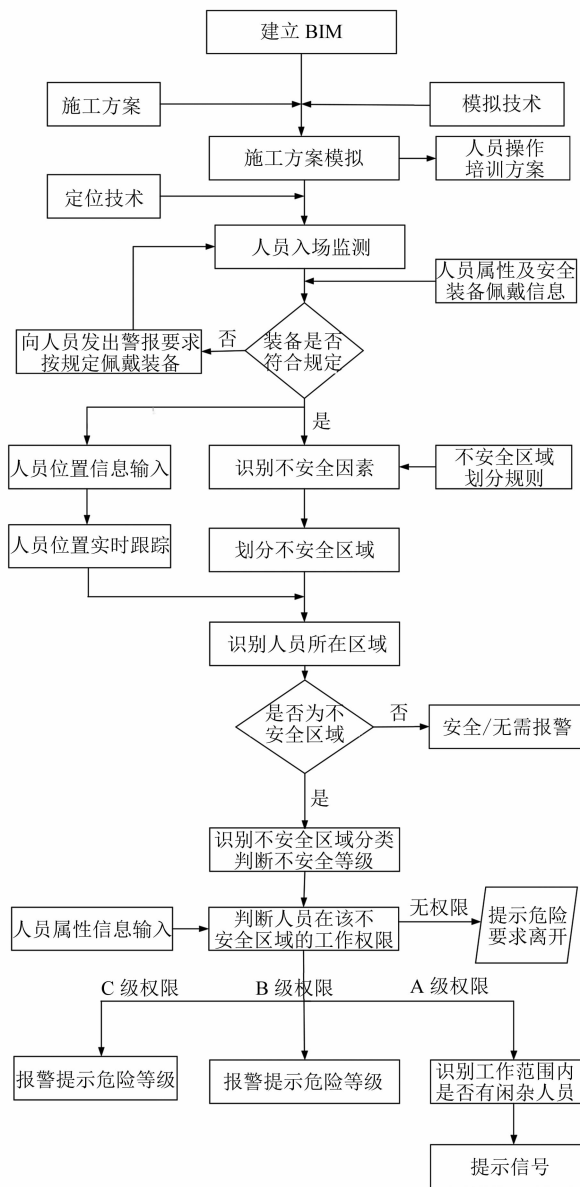 建立 BIM
施工方案
模拟技术
施工方案模拟
人员操作
培训方案
定位技术
人员入场监测
人员属性及安全
装备佩戴信息
向人员发出警报要求
按规定佩戴装备
否
装备是否
符合规定
是
人员位置信息输入
识别不安全因素
不安全区域
划分规则
人员位置实时跟踪
划分不安全区域
识别人员所在区域
是否为不
安全区域
否
安全/无需报警
是
识别不安全区域分类
判断不安全等级
人员属性信息输入
判断人员在该不
安全区域的工作权限
无权限
提示危险
要求离开
C 级权限
B 级权限
A 级权限
报警提示危险等级
报警提示危险等级
识别工作范围内
是否有闲杂人员
提示信号